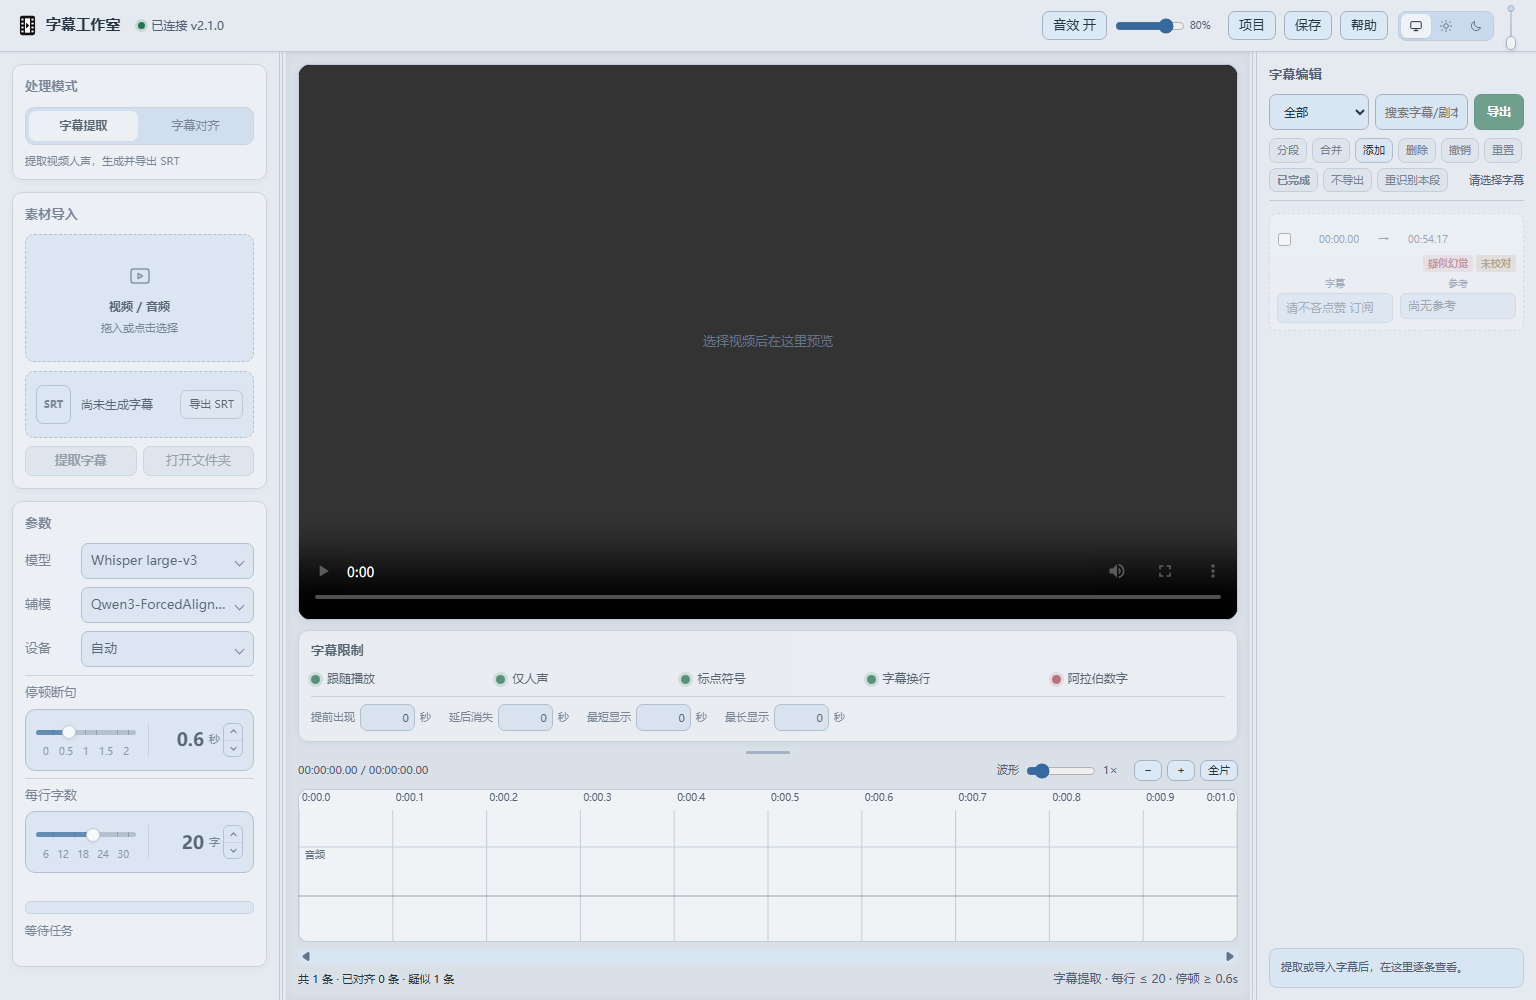 字幕工作室
已连接 v2.1.0
音效 开
80%
项目
保存
帮助
处理模式
字幕提取
字幕对齐
提取视频人声，生成并导出 SRT
素材导入
视频 / 音频
拖入或点击选择
SRT
尚未生成字幕
导出 SRT
提取字幕
打开文件夹
参数
模型
Whisper large-v3
辅模
Qwen3-ForcedAlign...
设备
自动
停顿断句
0 0.5 1 1.5 2
0.6 秒
每行字数
6 12 18 24 30
20 字
等待任务
选择视频后在这里预览
0:00
字幕限制
跟随播放
仅人声
标点符号
字幕换行
阿拉伯数字
提前出现 0 秒
延后消失 0 秒
最短显示 0 秒
最长显示 0 秒
00:00:00.00 / 00:00:00.00
波形
1×
−
+
全片
0:00.0 0:00.1 0:00.2 0:00.3 0:00.4 0:00.5 0:00.6 0:00.7 0:00.8 0:00.9 0:01.0
音频
共 1 条 · 已对齐 0 条 · 疑似 1 条
字幕提取 · 每行 ≤ 20 · 停顿 ≥ 0.6s
字幕编辑
全部
搜索字幕/剧本
导出
分段
合并
添加
删除
撤销
重置
已完成
不导出
重识别本段
请选择字幕
00:00.00 → 00:54.17
疑似幻觉
未校对
字幕
参考
请不吝点赞 订阅
尚无参考
提取或导入字幕后，在这里逐条查看。